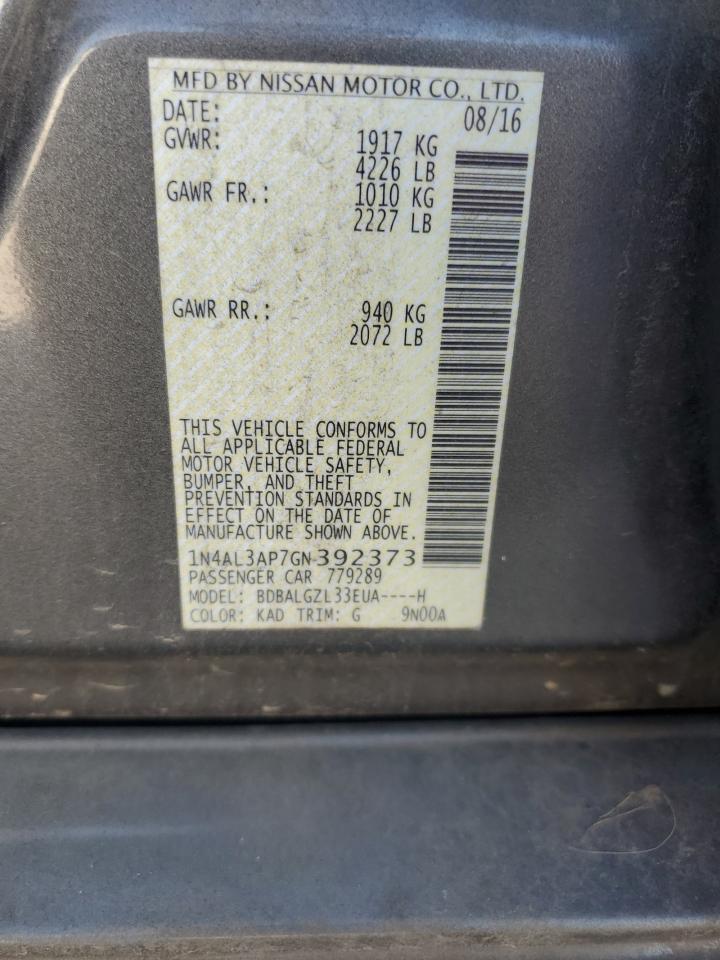 MFD BY NISSAN MOTOR CO., LTD.
DATE: 08/16
GVWR: 1917 KG
4226 LB
GAWR FR.: 1010 KG
2227 LB
GAWR RR.: 940 KG
2072 LB
THIS VEHICLE CONFORMS TO
ALL APPLICABLE FEDERAL
MOTOR VEHICLE SAFETY,
BUMPER, AND THEFT
PREVENTION STANDARDS IN
EFFECT ON THE DATE OF
MANUFACTURE SHOWN ABOVE.
1N4AL3AP7GN392373
PASSENGER CAR 779289
MODEL: BDBALGZL33EUA----H
COLOR: KAD TRIM: G 9N00A